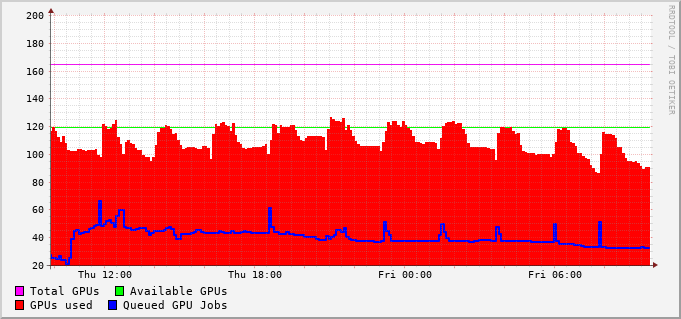 200
180
160
140
120
100
80
60
40
20
Thu 12:00 Thu 18:00 Fri 00:00 Fri 06:00
Total GPUs Available GPUs
GPUs used Queued GPU Jobs
RRDTOOL / TOBI OETIKER